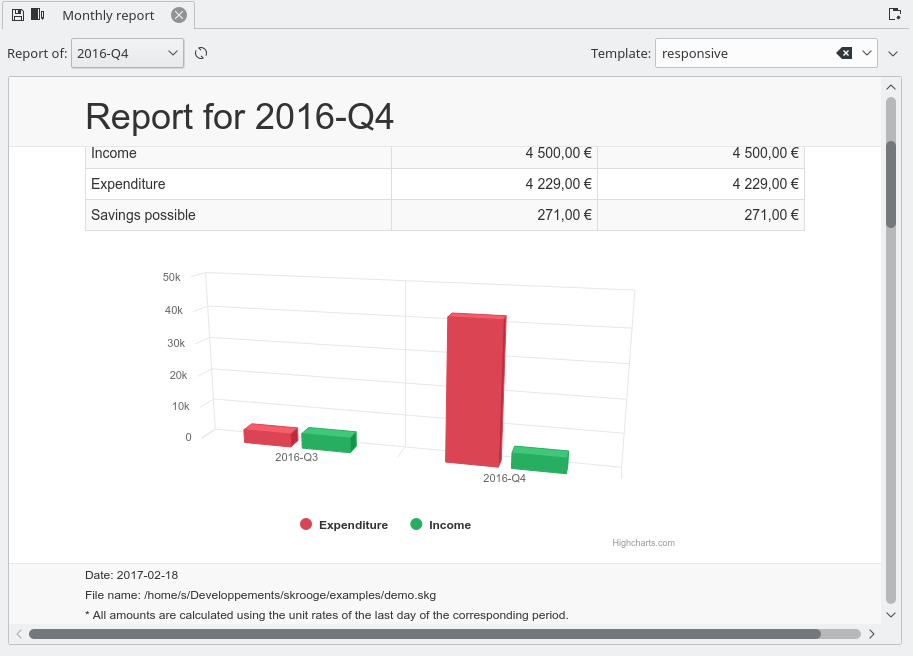 Monthly report
Report of: 2016-Q4 Template: responsive
Report for 2016-Q4
Income 4 500,00 € 4 500,00 €
Expenditure 4 229,00 € 4 229,00 €
Savings possible 271,00 € 271,00 €
50k
40k
30k
20k
10k
0
2016-Q3
2016-Q4
Expenditure Income
Highcharts.com
Date: 2017-02-18
File name: /home/s/Developpements/skrooge/examples/demo.skg
* All amounts are calculated using the unit rates of the last day of the corresponding period.